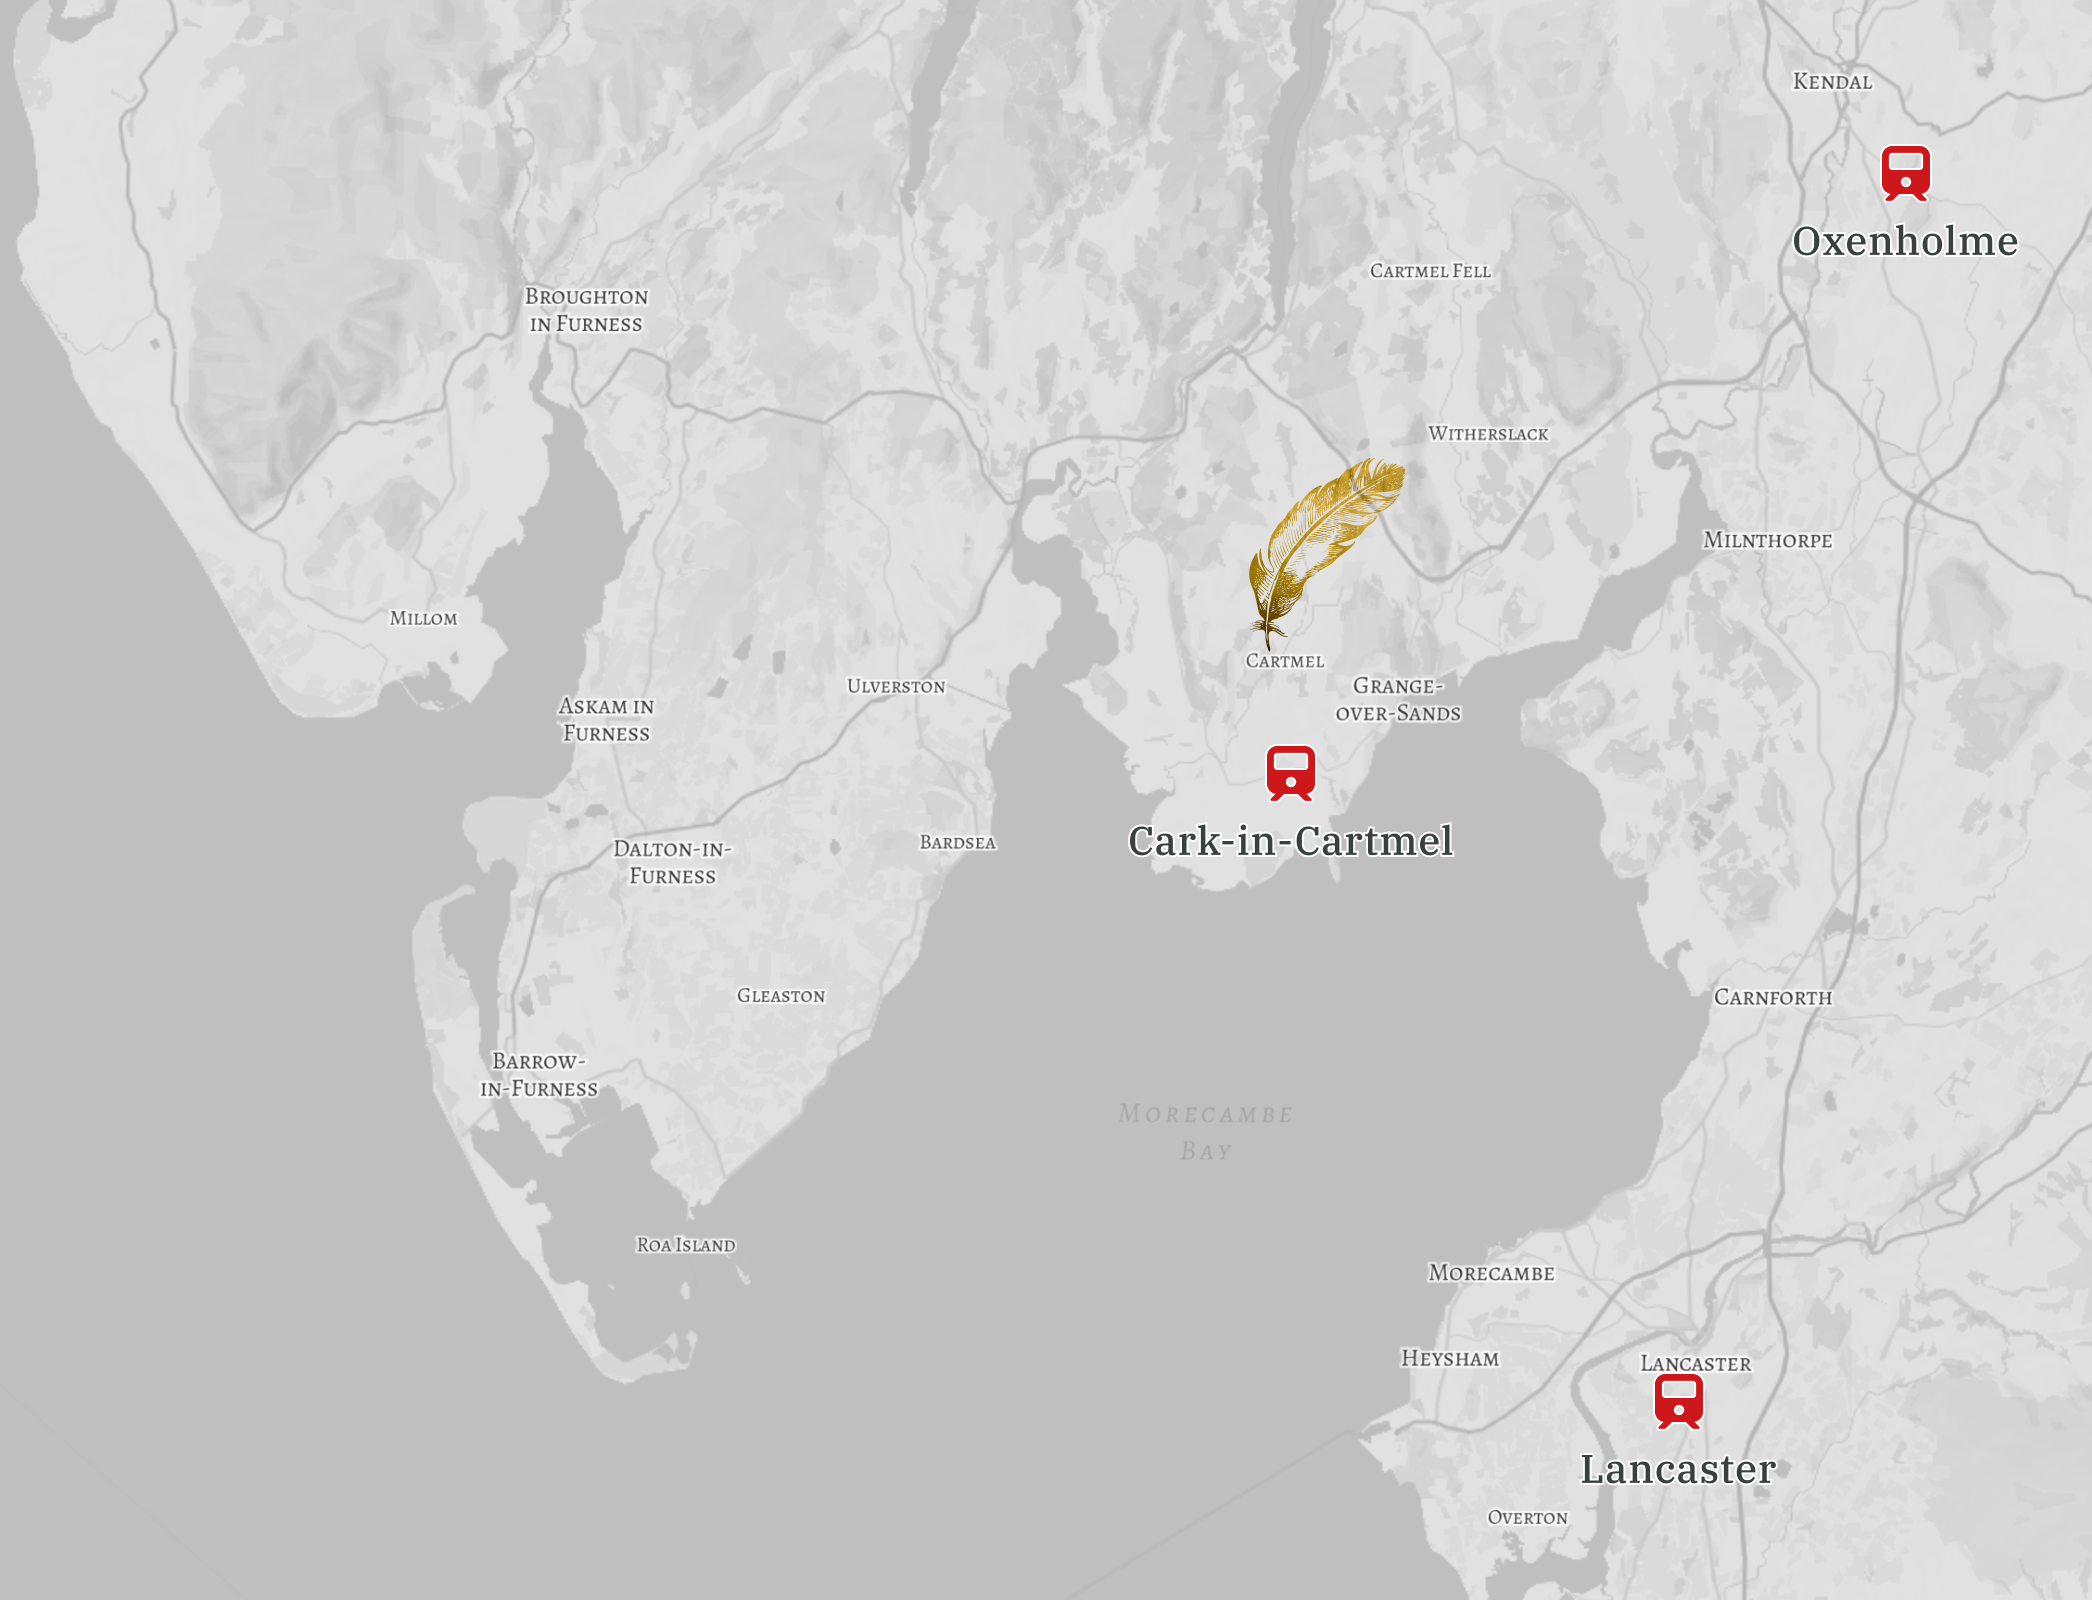 KENDAL
Oxenholme
CARTMEL FELL
BROUGHTON
IN FURNESS
WITHERSLACK
MILNTHORPE
MILLOM
CARTMEL
ULVERSTON
GRANGE-
OVER-SANDS
ASKAM IN
FURNESS
Cark-in-Cartmel
BARDSEA
DALTON-IN-
FURNESS
GLEASTON
CARNFORTH
BARROW-
IN-FURNESS
MORECAMBE
BAY
ROA ISLAND
MORECAMBE
HEYSHAM
LANCASTER
Lancaster
OVERTON